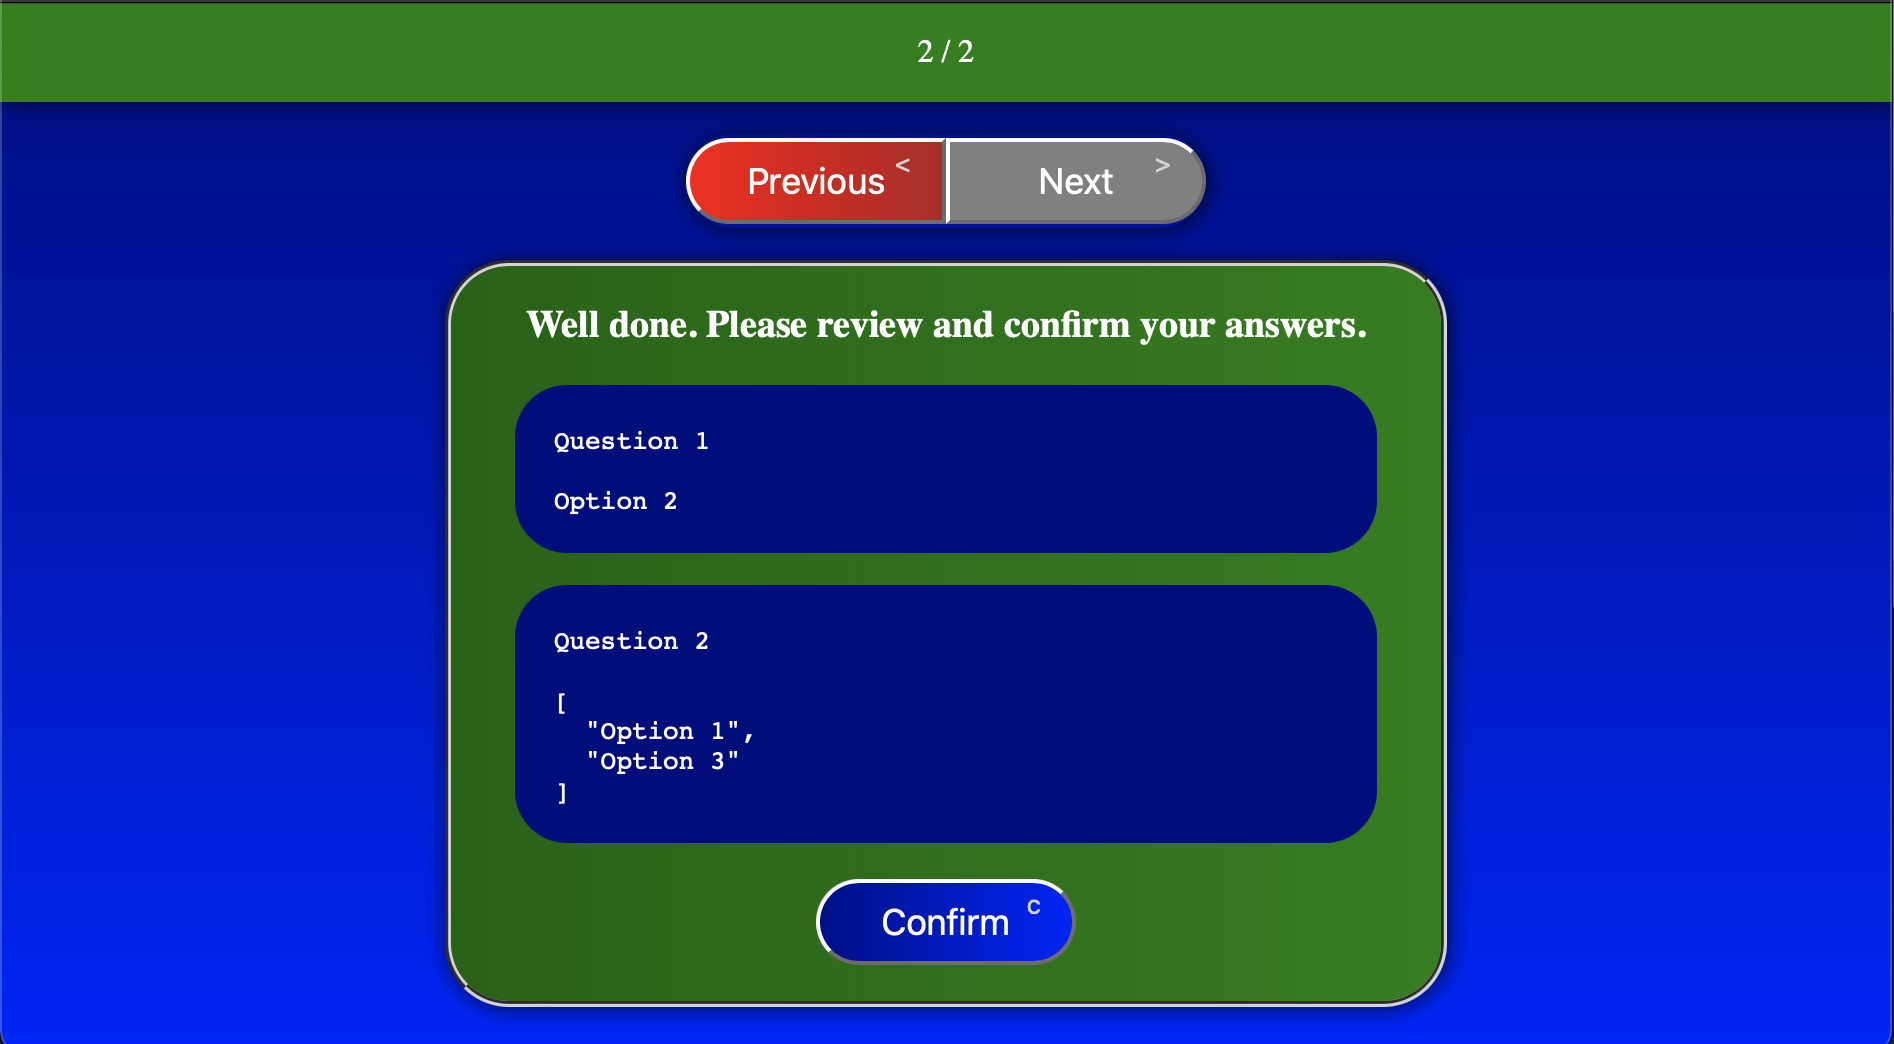 2 / 2
Previous <
Next >
Well done. Please review and confirm your answers.
Question 1
Option 2
Question 2
[
  "Option 1",
  "Option 3"
]
Confirm C